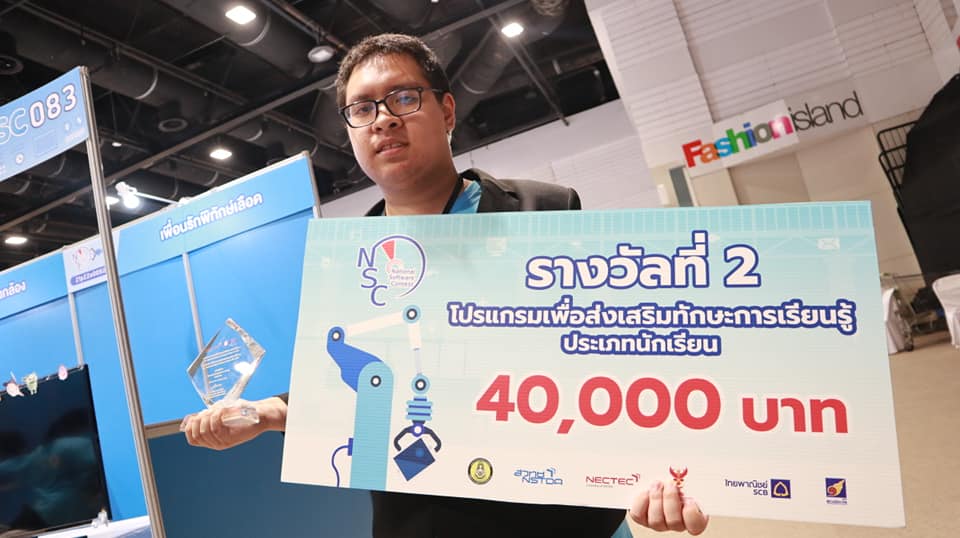 SC083
เพื่อนรักพิทักษ์เลือด
Fashion island
NSC
National
Software
Contest
รางวัลที่ 2
โปรแกรมเพื่อส่งเสริมทักษะการเรียนรู้
ประเภทนักเรียน
40,000 บาท
สวทช
NSTDA
NECTEC
ไทยพาณิชย์
SCB